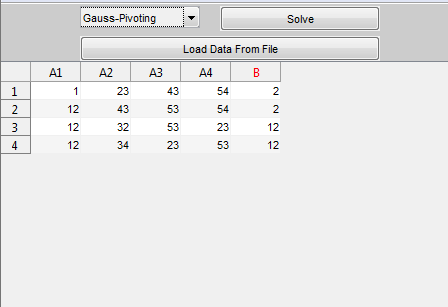 Gauss-Pivoting Solve
Load Data From File
A1 A2 A3 A4 B
1 1 23 43 54 2
2 12 43 53 54 2
3 12 32 53 23 12
4 12 34 23 53 12